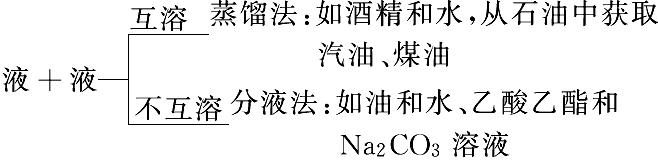 互溶 蒸馏法:如酒精和水,从石油中获取
汽油、煤油
液+液
不互溶 分液法:如油和水、乙酸乙酯和
Na₂CO₃ 溶液